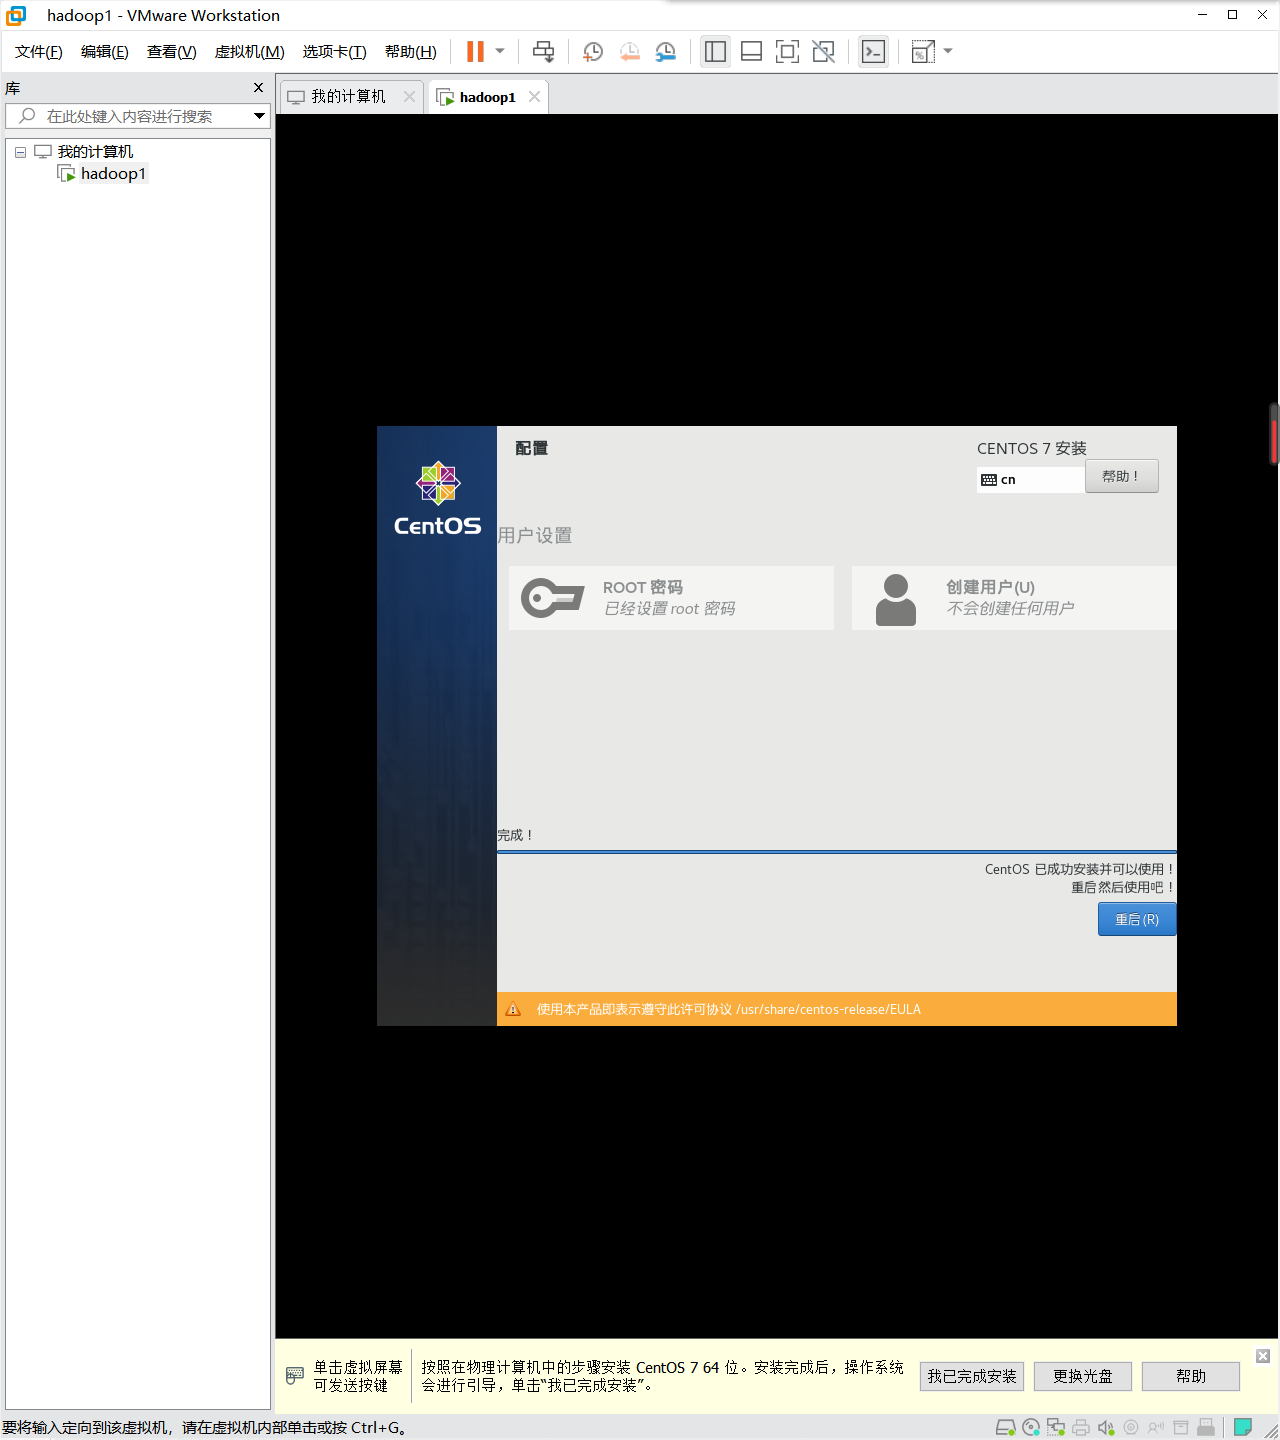 hadoop1 - VMware Workstation
文件(F) 编辑(E) 查看(V) 虚拟机(M) 选项卡(T) 帮助(H)
库
在此处键入内容进行搜索
我的计算机
hadoop1
我的计算机
hadoop1
配置
CENTOS 7 安装
cn
帮助！
CentOS
用户设置
ROOT 密码
已经设置 root 密码
创建用户(U)
不会创建任何用户
完成！
CentOS 已成功安装并可以使用！
重启然后使用吧！
重启(R)
使用本产品即表示遵守此许可协议 /usr/share/centos-release/EULA
单击虚拟屏幕
可发送按键
按照在物理计算机中的步骤安装 CentOS 7 64 位。安装完成后，操作系统
会进行引导，单击“我已完成安装”。
我已完成安装
更换光盘
帮助
要将输入定向到该虚拟机，请在虚拟机内部单击或按 Ctrl+G。